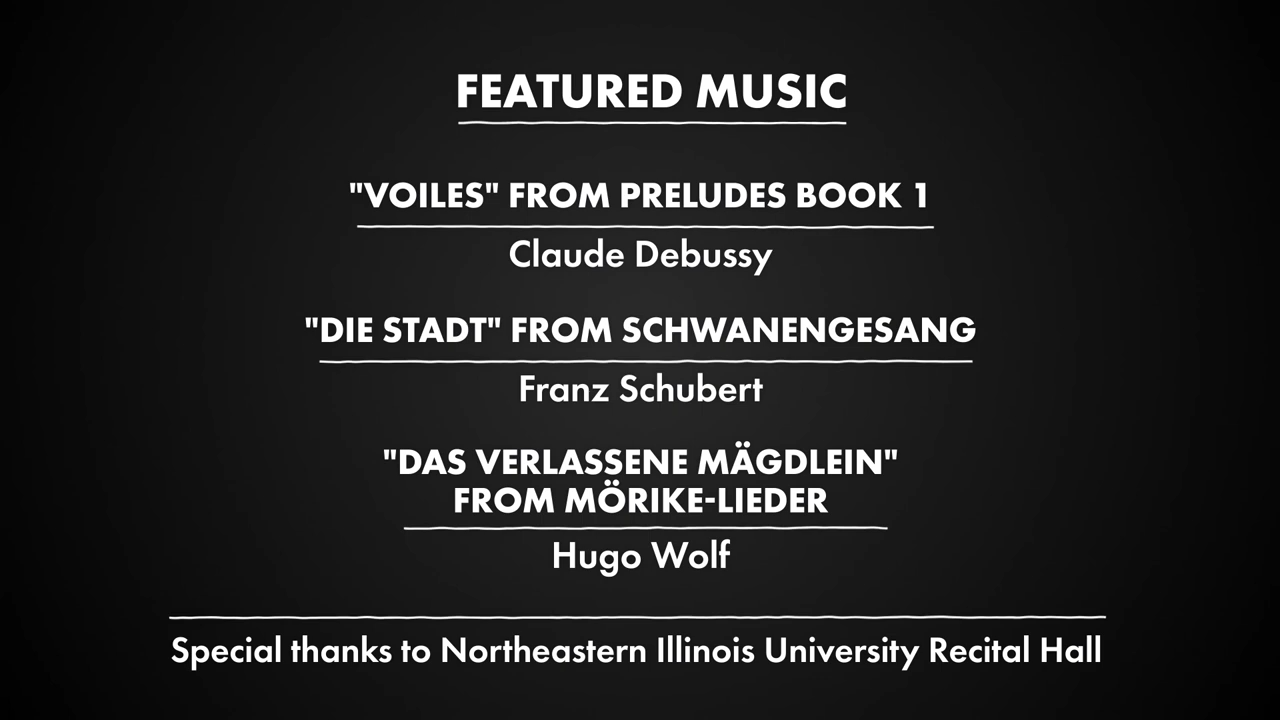 FEATURED MUSIC
"VOILES" FROM PRELUDES BOOK 1
Claude Debussy
"DIE STADT" FROM SCHWANENGESANG
Franz Schubert
"DAS VERLASSENE MÄGDLEIN"
FROM MÖRIKE-LIEDER
Hugo Wolf
Special thanks to Northeastern Illinois University Recital Hall